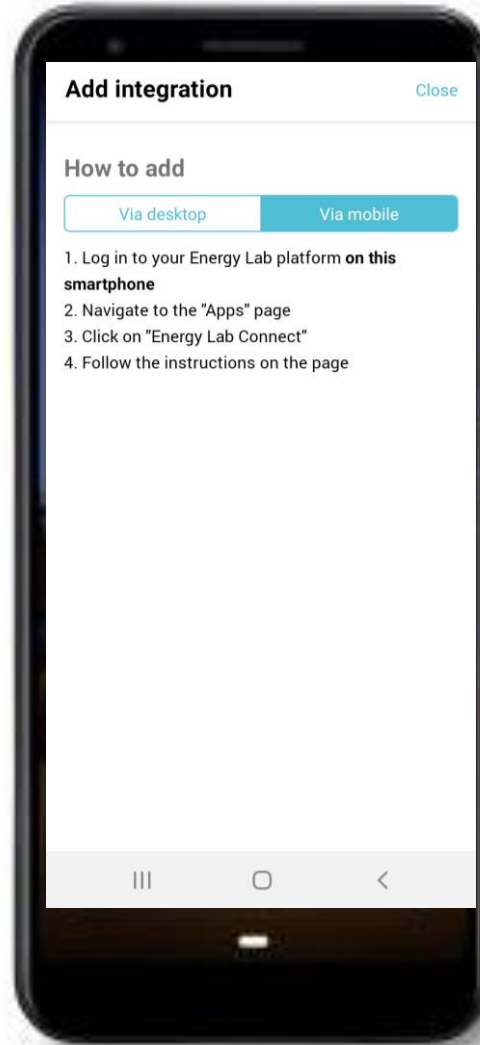 Add integration
Close
How to add
Via desktop
Via mobile
1. Log in to your Energy Lab platform on this
smartphone
2. Navigate to the "Apps" page
3. Click on "Energy Lab Connect"
4. Follow the instructions on the page